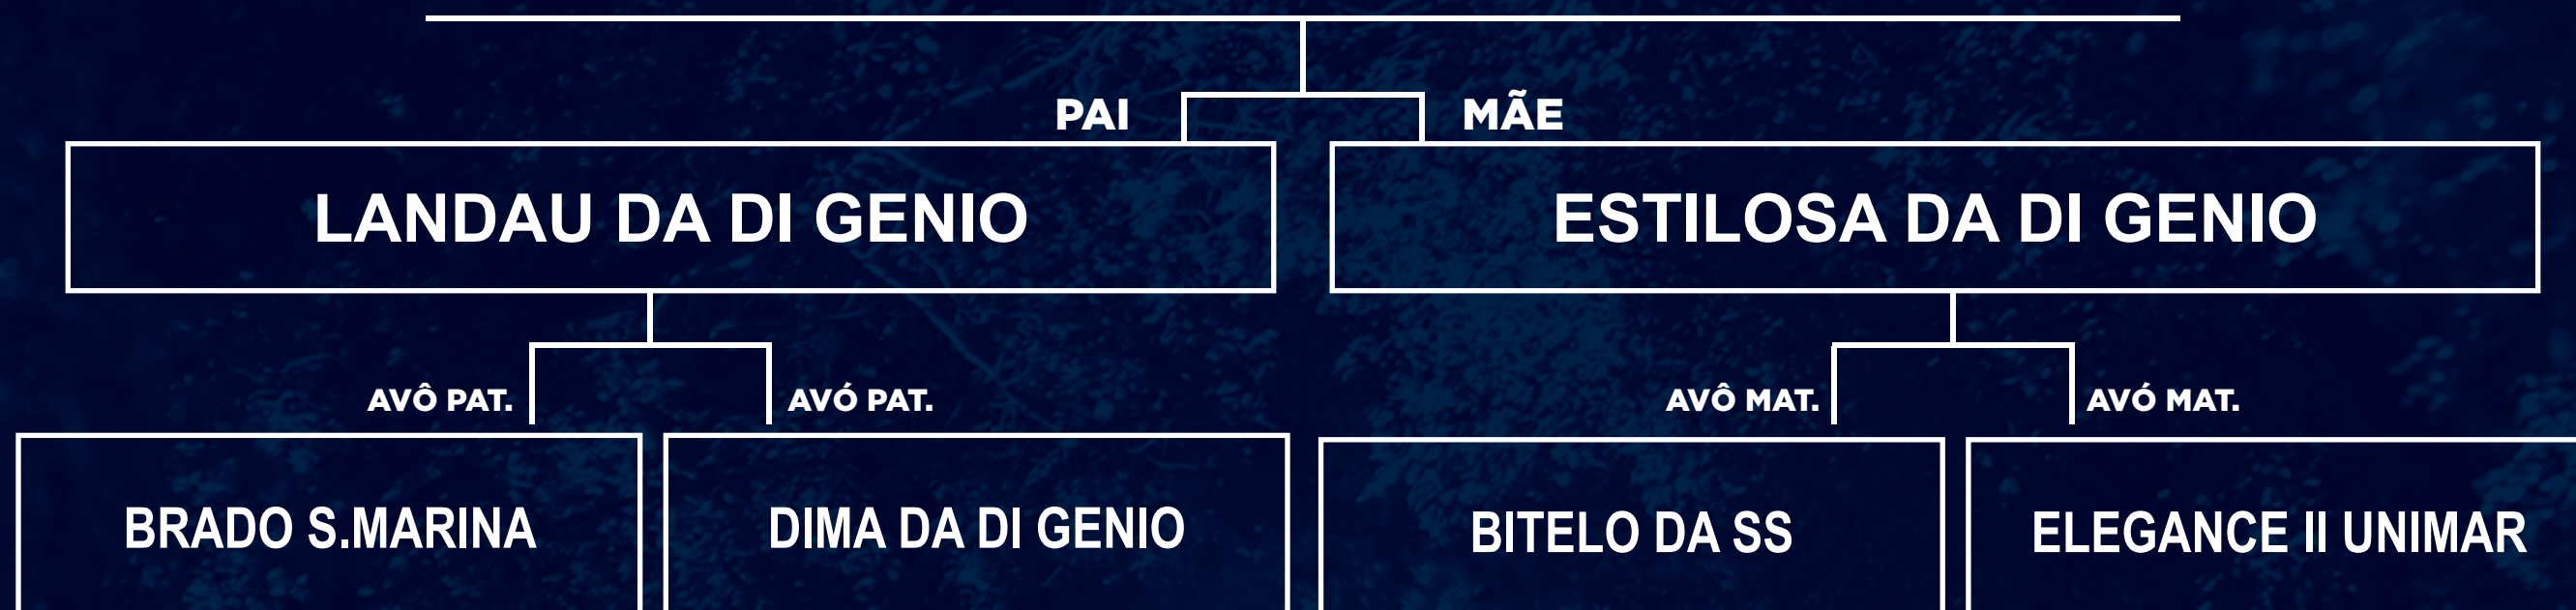 PAI
MÃE
LANDAU DA DI GENIO
ESTILOSA DA DI GENIO
AVÔ PAT.
AVÓ PAT.
AVÔ MAT.
AVÓ MAT.
BRADO S.MARINA
DIMA DA DI GENIO
BITELO DA SS
ELEGANCE II UNIMAR